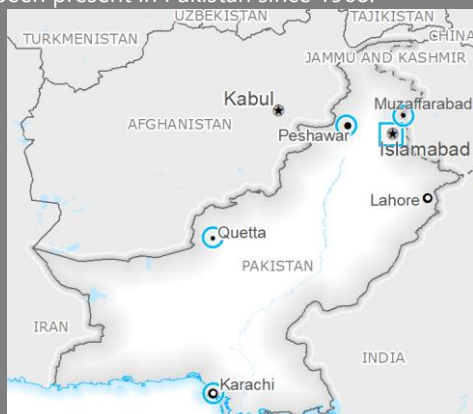 been present in Pakistan since 1968.
UZBEKISTAN
TAJIKISTAN
TURKMENISTAN
CHINA
JAMMU AND KASHMIR
Kabul
Muzaffarabad
AFGHANISTAN
Peshawar
Islamabad
Lahore
Quetta
PAKISTAN
IRAN
INDIA
Karachi